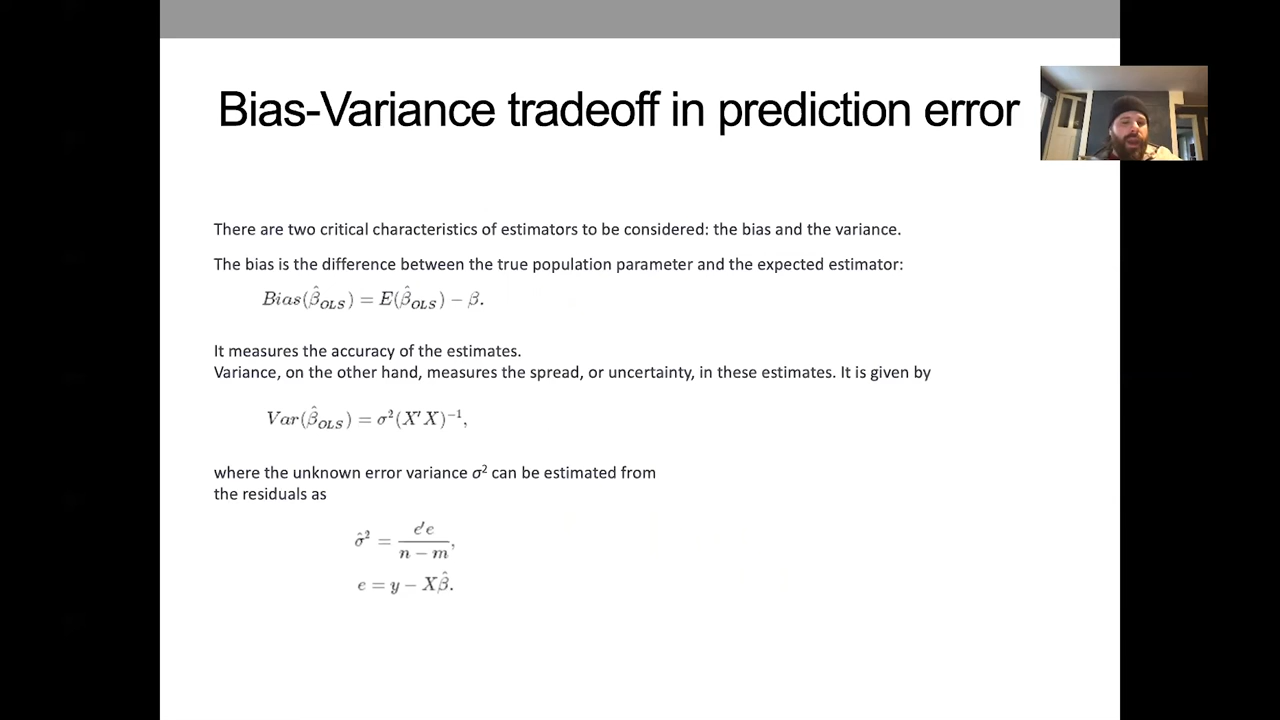 Bias-Variance tradeoff in prediction error
There are two critical characteristics of estimators to be considered: the bias and the variance.
The bias is the difference between the true population parameter and the expected estimator:
Bias(β̂_OLS) = E(β̂_OLS) − β.
It measures the accuracy of the estimates.
Variance, on the other hand, measures the spread, or uncertainty, in these estimates. It is given by
Var(β̂_OLS) = σ²(X′X)⁻¹,
where the unknown error variance σ² can be estimated from
the residuals as
σ̂² = e′e / (n − m),
e = y − Xβ̂.